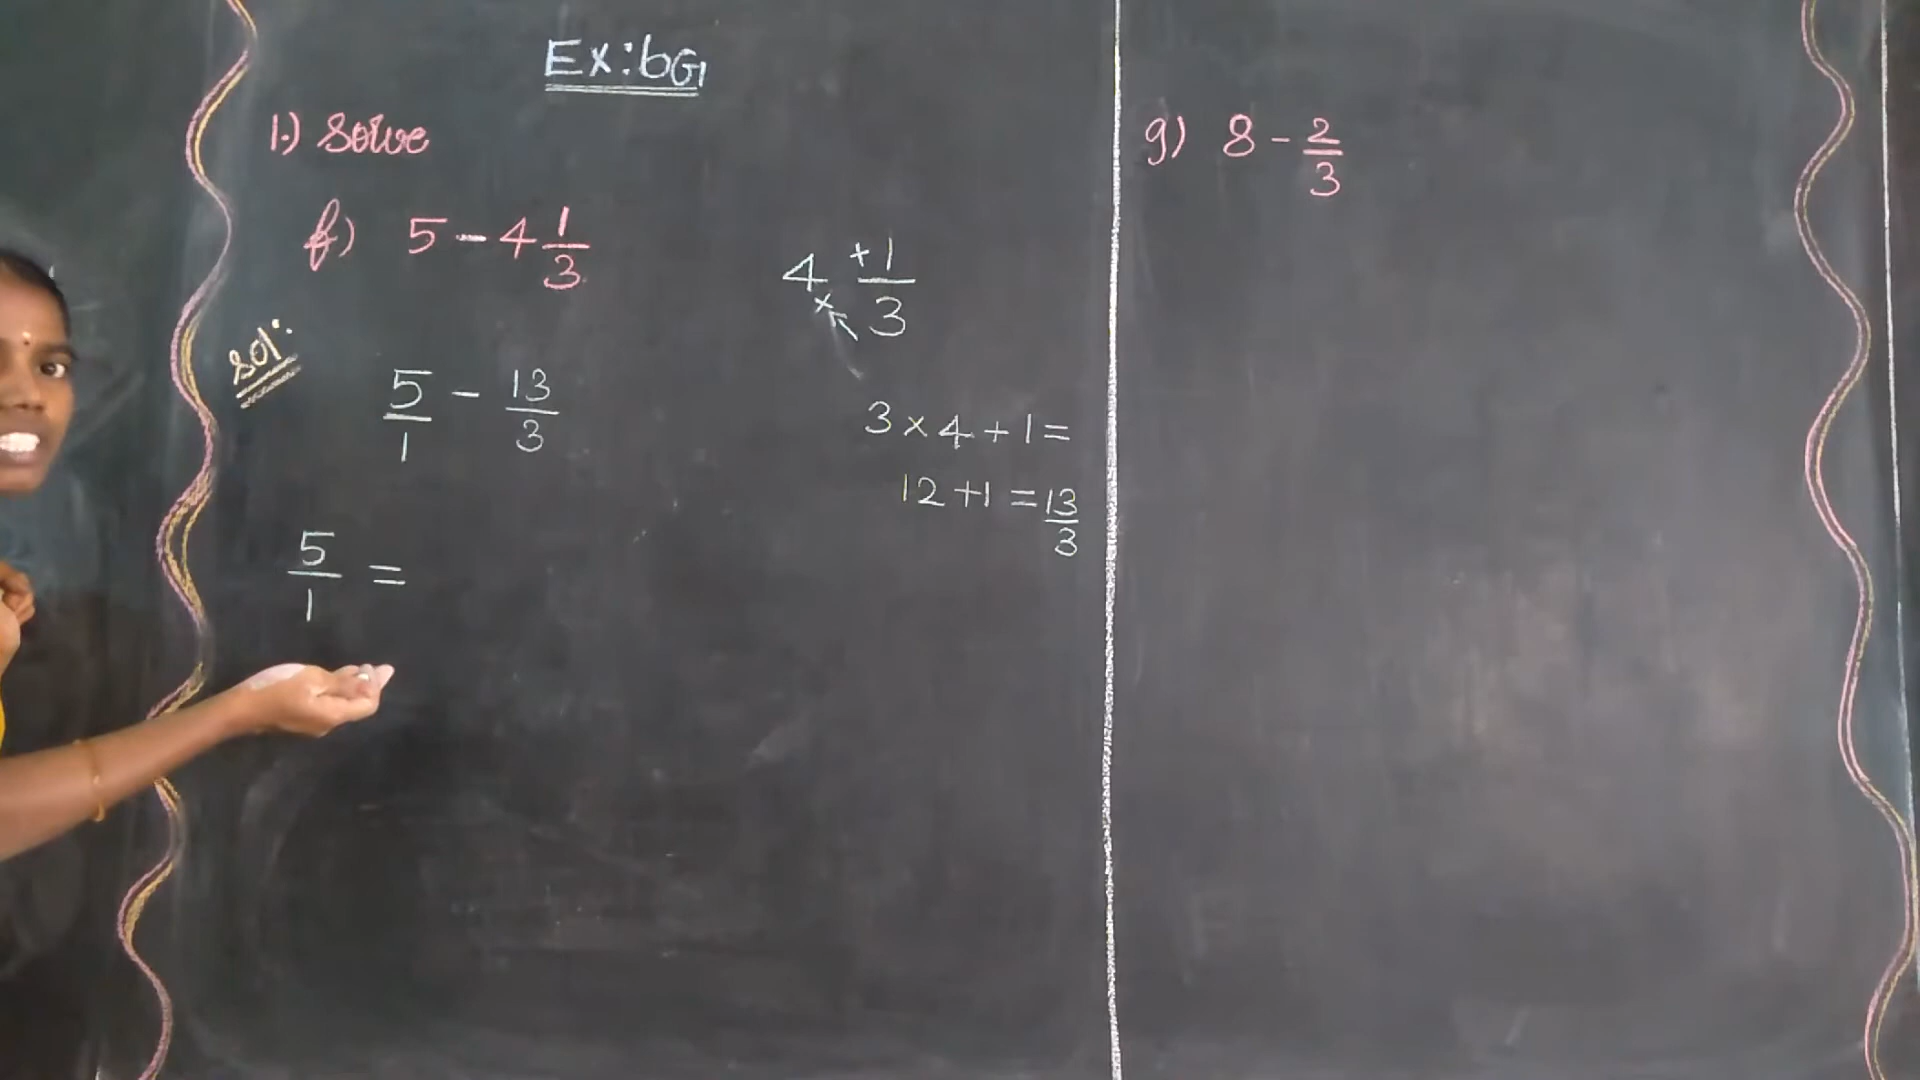 Ex:6G
1.) Solve
f) 5 - 4 1/3
Sol:
5/1 - 13/3
5/1 =
4 × + 1/3
3 × 4 + 1 =
12 + 1 = 13/3
g) 8 - 2/3